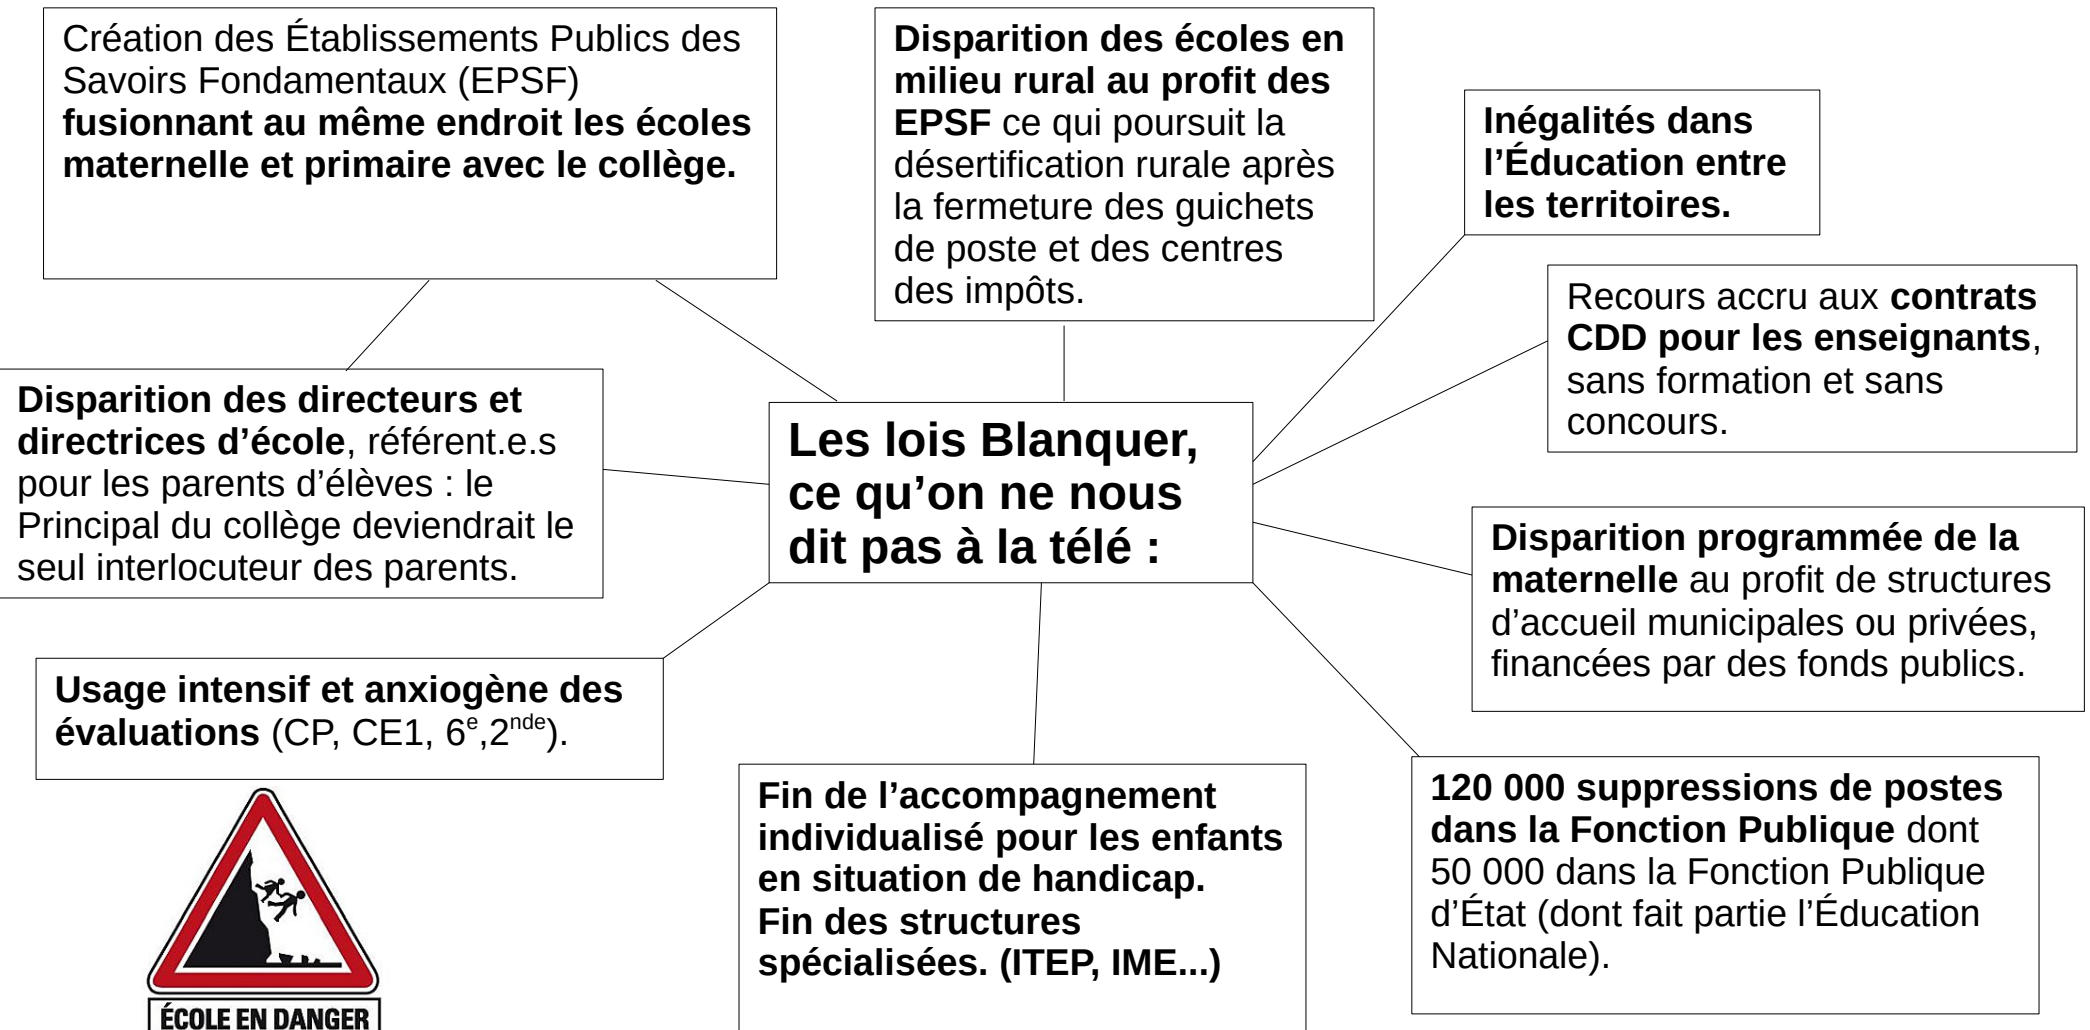 Création des Établissements Publics des
Savoirs Fondamentaux (EPSF)
fusionnant au même endroit les écoles
maternelle et primaire avec le collège.
Disparition des écoles en
milieu rural au profit des
EPSF ce qui poursuit la
désertification rurale après
la fermeture des guichets
de poste et des centres
des impôts.
Inégalités dans
l’Éducation entre
les territoires.
Recours accru aux contrats
CDD pour les enseignants,
sans formation et sans
concours.
Disparition des directeurs et
directrices d’école, référent.e.s
pour les parents d’élèves : le
Principal du collège deviendrait le
seul interlocuteur des parents.
Les lois Blanquer,
ce qu’on ne nous
dit pas à la télé :
Disparition programmée de la
maternelle au profit de structures
d’accueil municipales ou privées,
financées par des fonds publics.
Usage intensif et anxiogène des
évaluations (CP, CE1, 6e,2nde).
Fin de l’accompagnement
individualisé pour les enfants
en situation de handicap.
Fin des structures
spécialisées. (ITEP, IME...)
120 000 suppressions de postes
dans la Fonction Publique dont
50 000 dans la Fonction Publique
d’État (dont fait partie l’Éducation
Nationale).
ÉCOLE EN DANGER